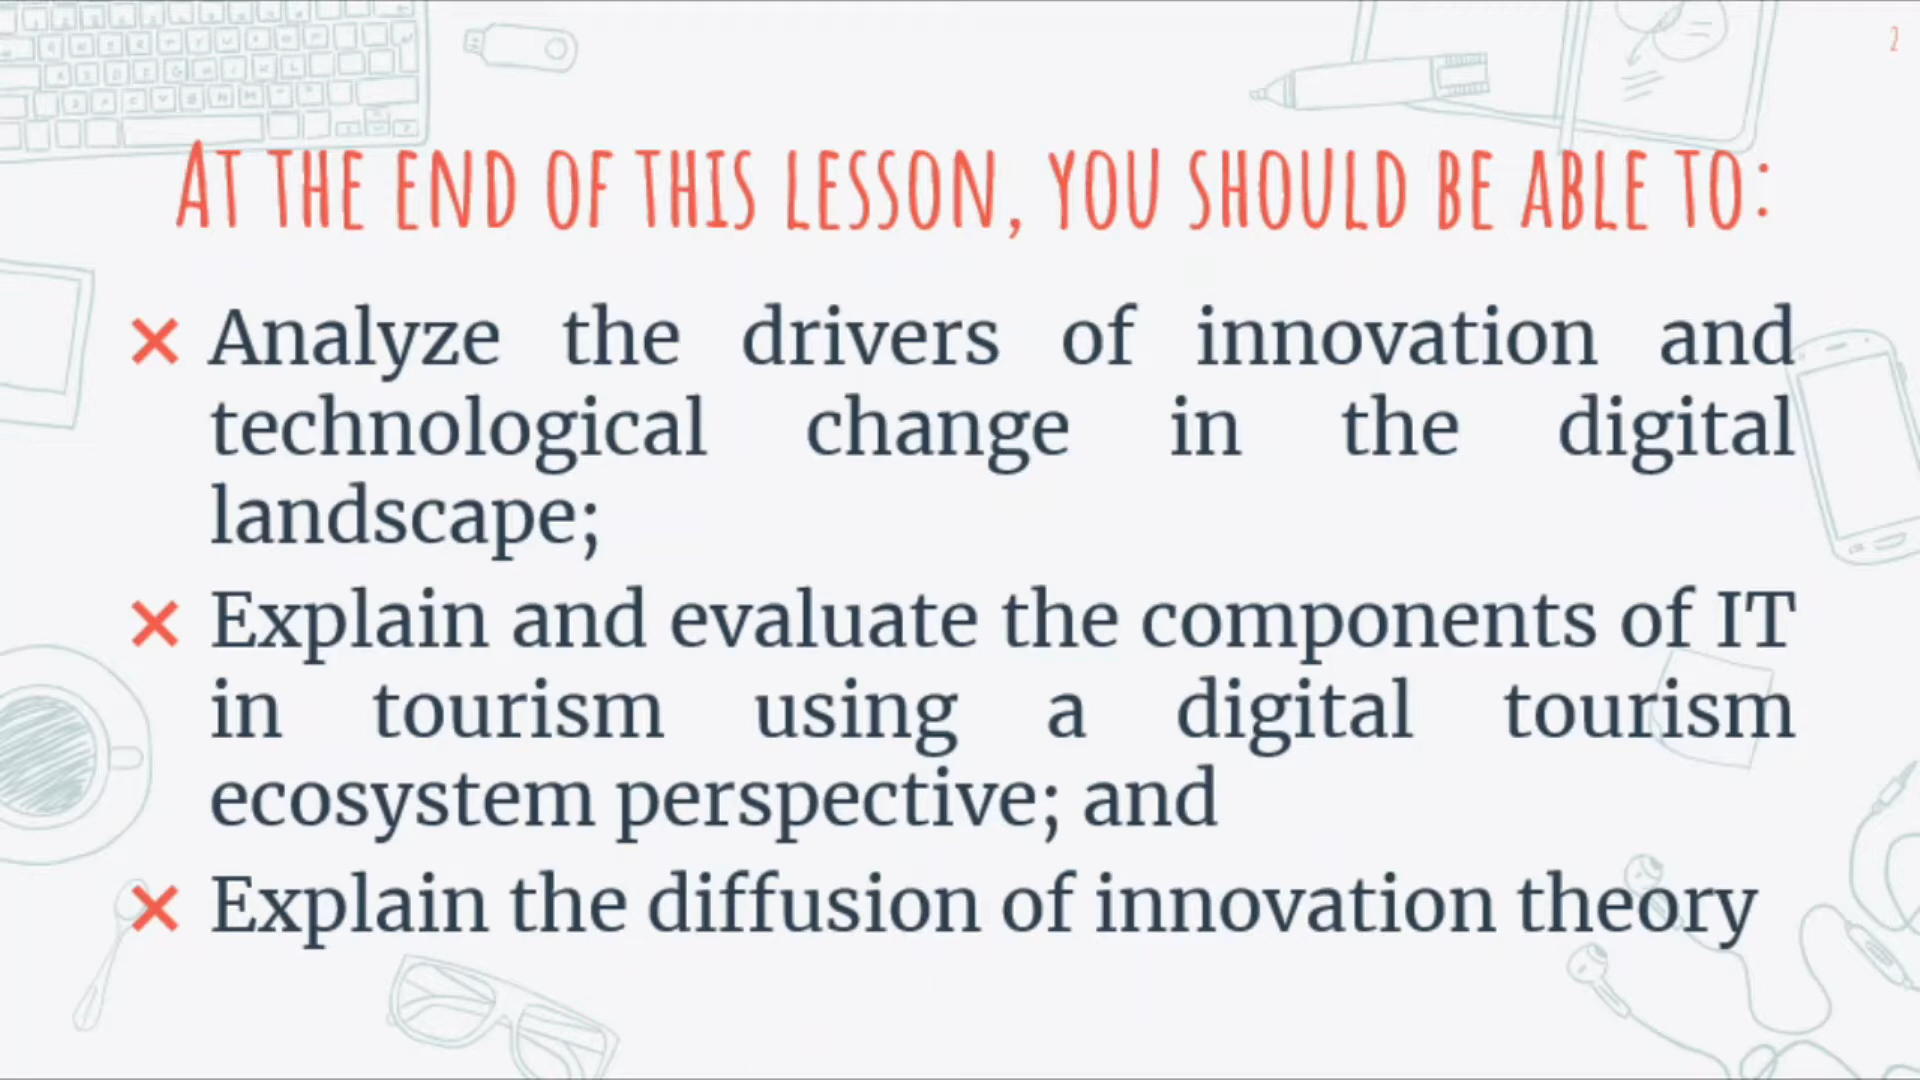 2
AT THE END OF THIS LESSON, YOU SHOULD BE ABLE TO:
Analyze the drivers of innovation and
technological change in the digital
landscape;
Explain and evaluate the components of IT
in tourism using a digital tourism
ecosystem perspective; and
Explain the diffusion of innovation theory